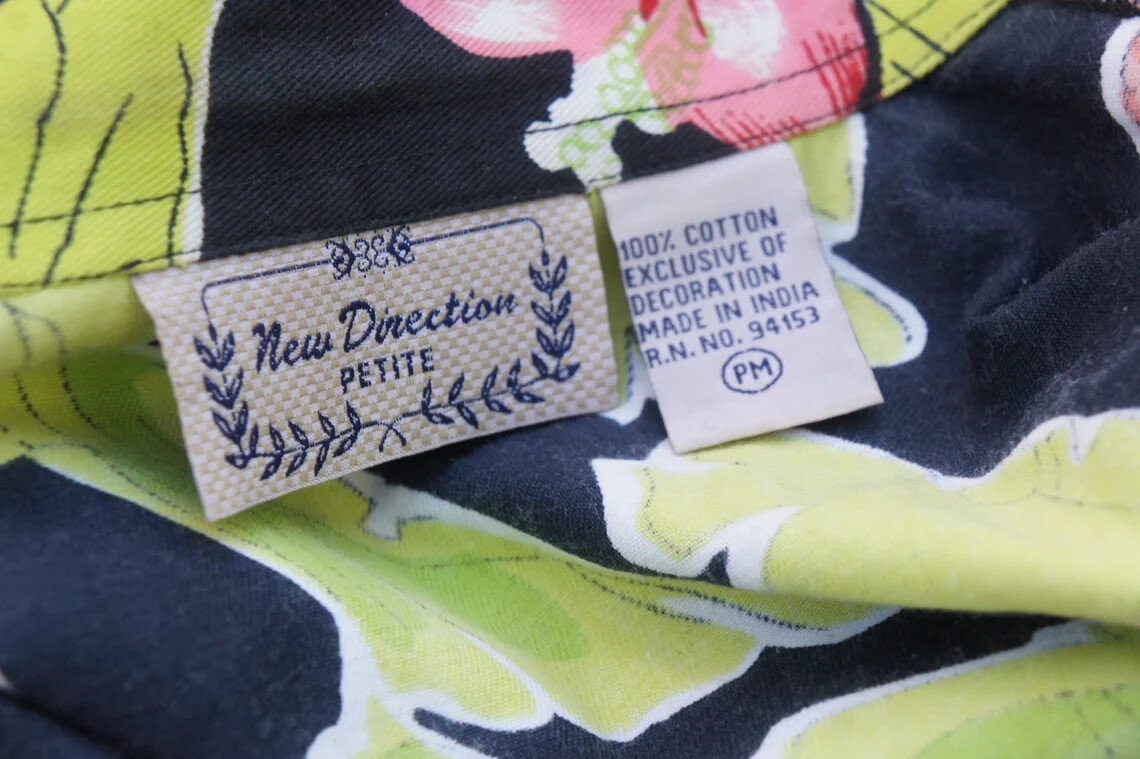 New Direction
PETITE
100% COTTON
EXCLUSIVE OF
DECORATION
MADE IN INDIA
R.N. NO. 94153
PM